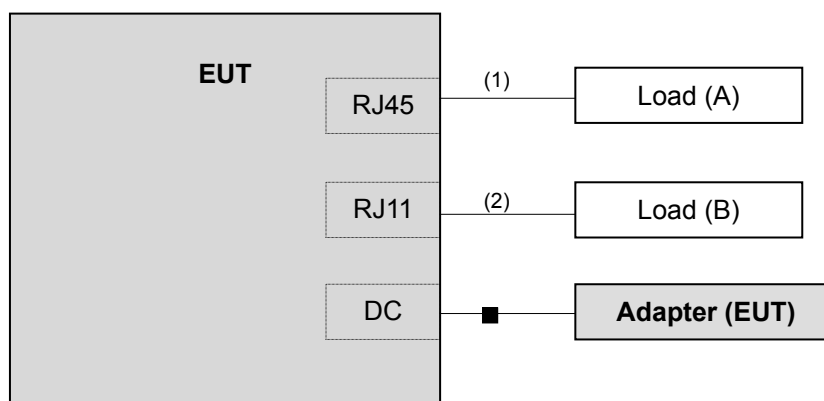 EUT
RJ45
(1)
Load (A)
RJ11
(2)
Load (B)
DC
Adapter (EUT)